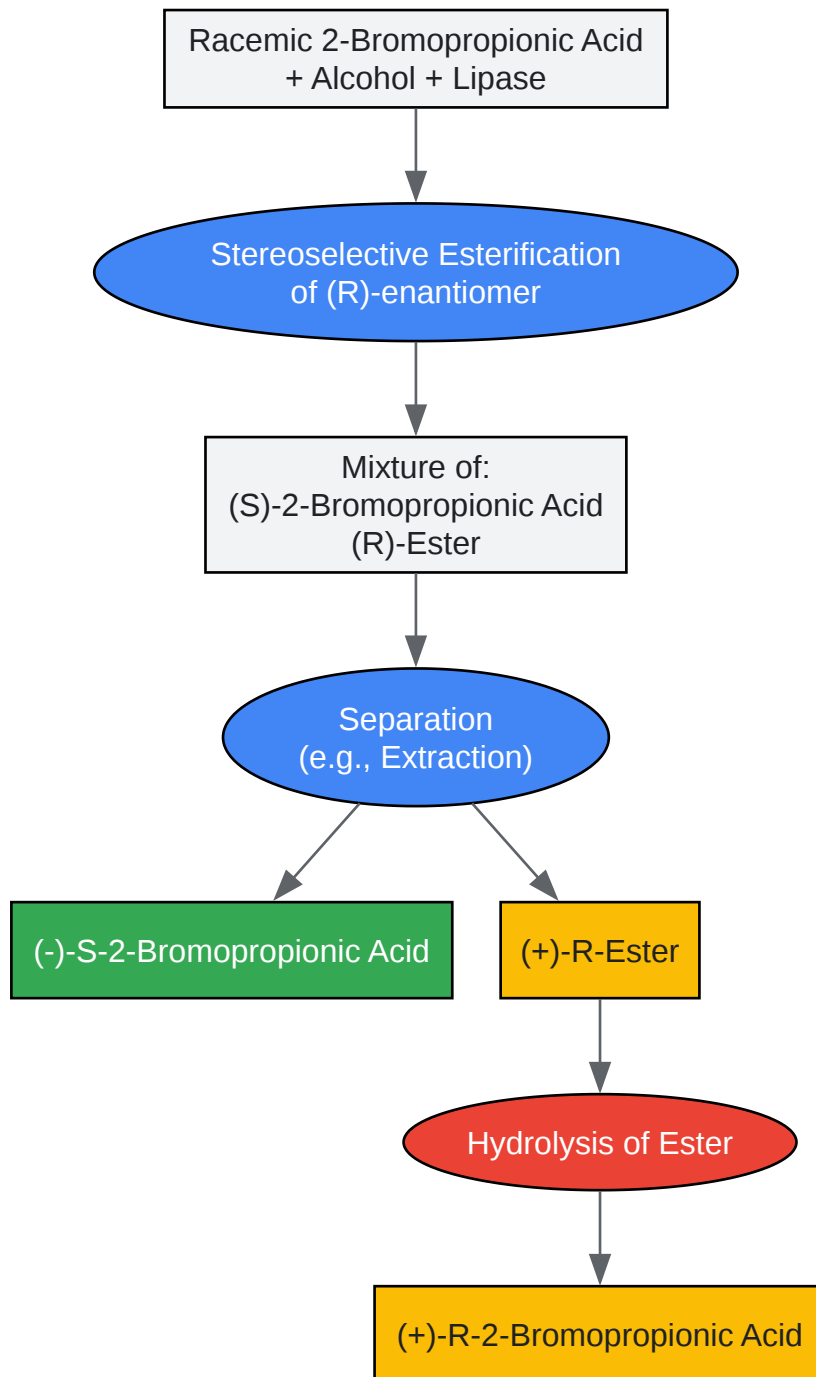 Racemic 2-Bromopropionic Acid
+ Alcohol + Lipase
Stereoselective Esterification
of (R)-enantiomer
Mixture of:
(S)-2-Bromopropionic Acid
(R)-Ester
Separation
(e.g., Extraction)
(-)-S-2-Bromopropionic Acid
(+)-R-Ester
Hydrolysis of Ester
(+)-R-2-Bromopropionic Acid